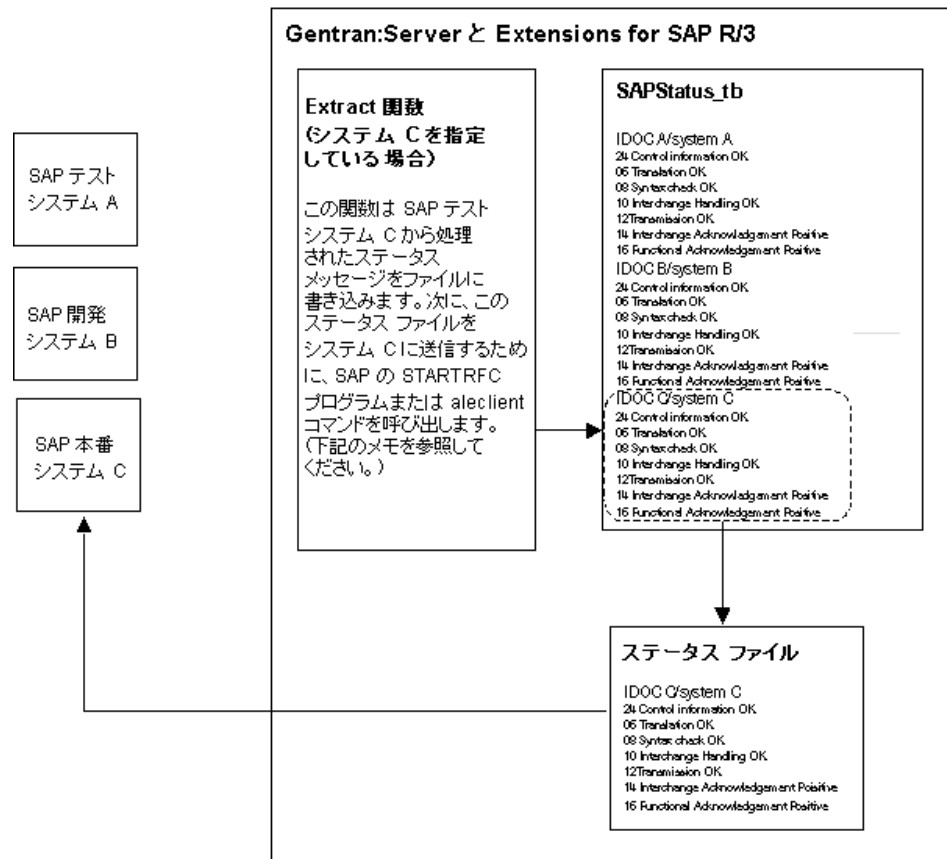 Gentran:Server と Extensions for SAP R/3
SAP テスト
システム A
SAP 開発
システム B
SAP 本番
システム C
Extract 関数
(システム C を指定
している 場合)
この関数は SAP テスト
システム C から処理
されたステータス
メッセージをファイルに
書き込みます。次に、この
ステータス ファイルを
システム C に送信するため
に、SAP の STARTRFC
プログラムまたは aleclient
コマンドを呼び出します。
(下記のメモを参照して
ください。)
SAPStatus_tb
IDOC A/system A
24 Control information OK
06 Translation OK
08 Syntax check OK
10 Interchange Handling OK
12Transmission OK
14 Interchange Acknowledgement Positive
16 Functional Acknowledgement Positive
IDOC B/system B
24 Control information OK
06 Translation OK
08 Syntax check OK
10 Interchange Handling OK
12Transmission OK
14 Interchange Acknowledgement Positive
16 Functional Acknowledgement Positive
IDOC C/system C
24 Control information OK
06 Translation OK
08 Syntax check OK
10 Interchange Handling OK
12Transmission OK
14 Interchange Acknowledgement Positive
16 Functional Acknowledgement Positive
ステータス ファイル
IDOC C/system C
24 Control information OK
06 Translation OK
08 Syntax check OK
10 Interchange Handling OK
12Transmission OK
14 Interchange Acknowledgement Poisitive
16 Functional Acknowledgement Positive